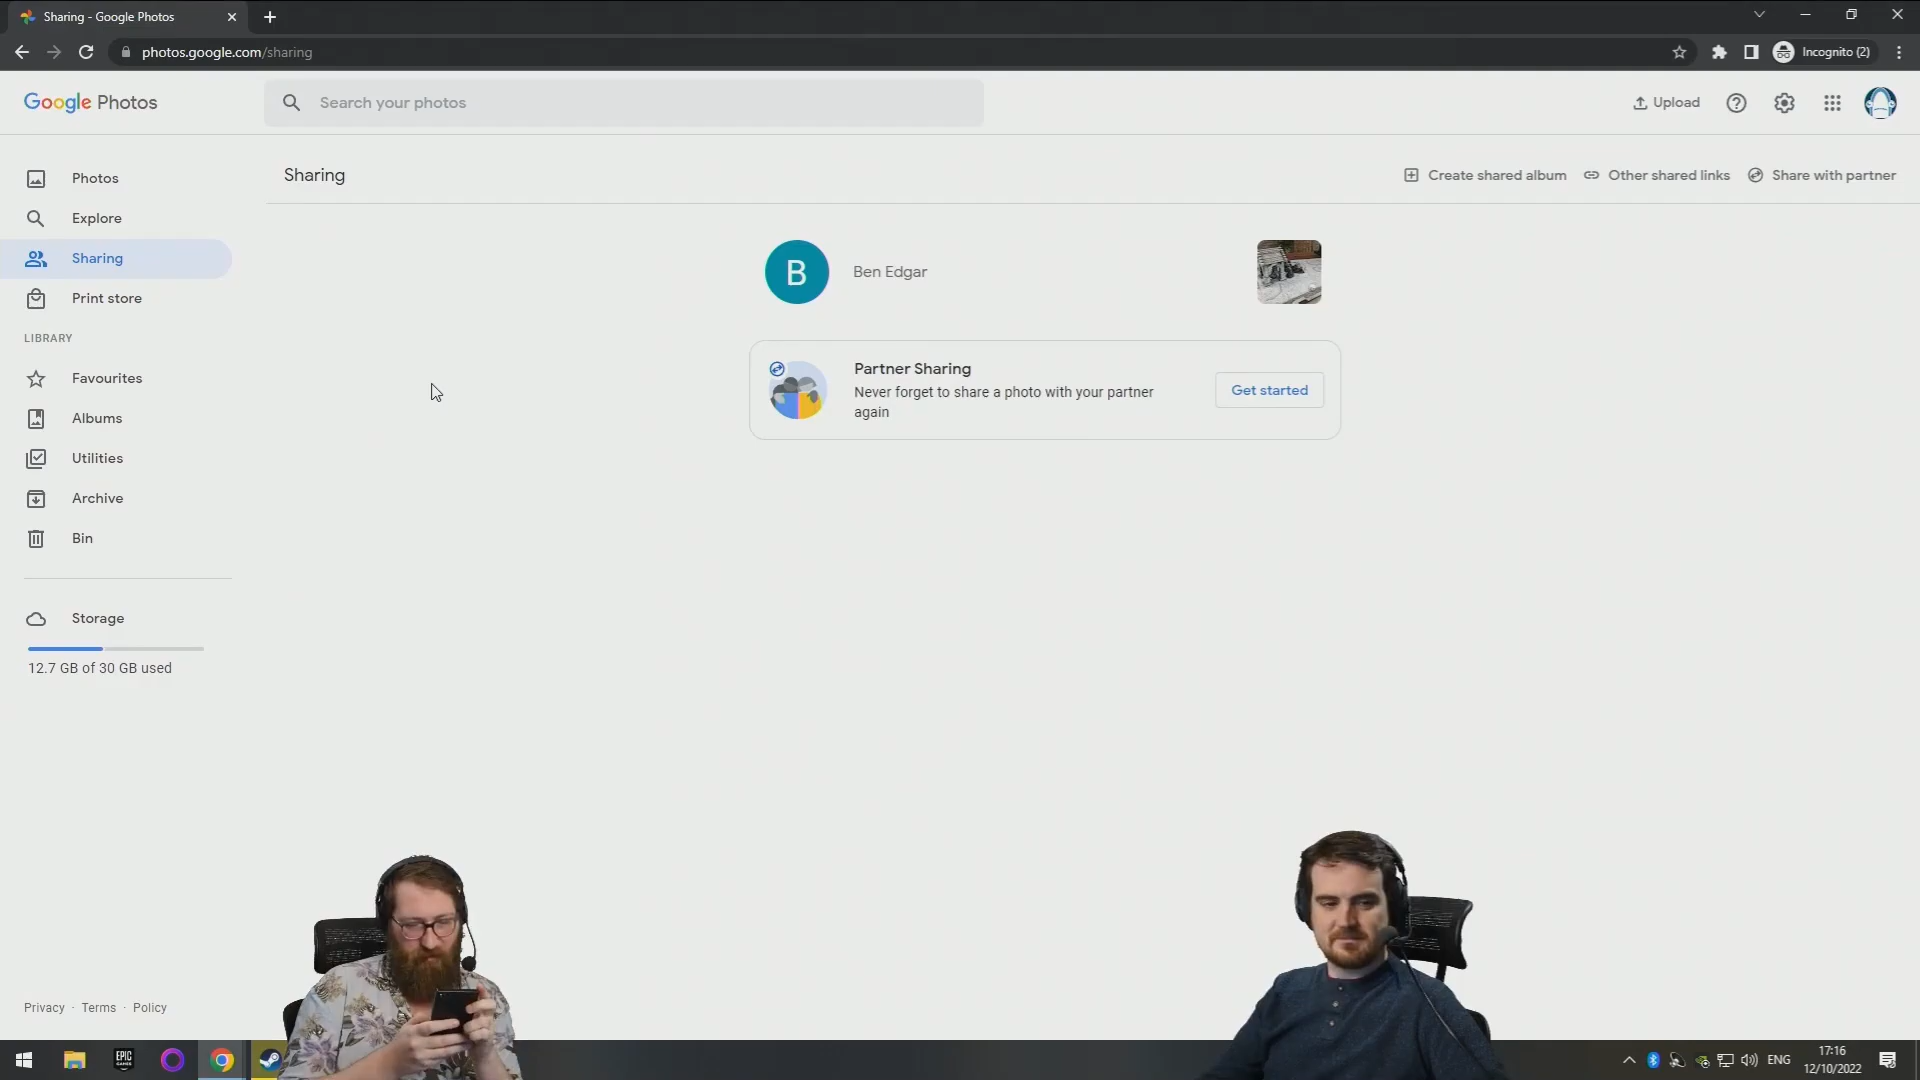 Sharing - Google Photos
photos.google.com/sharing
Incognito (2)
Google Photos
Search your photos
Upload
Photos
Explore
Sharing
Print store
LIBRARY
Favourites
Albums
Utilities
Archive
Bin
Storage
12.7 GB of 30 GB used
Privacy · Terms · Policy
Sharing
Create shared album
Other shared links
Share with partner
B
Ben Edgar
Partner Sharing
Never forget to share a photo with your partner
again
Get started
EPIC
GAMES
ENG
17:16
12/10/2022